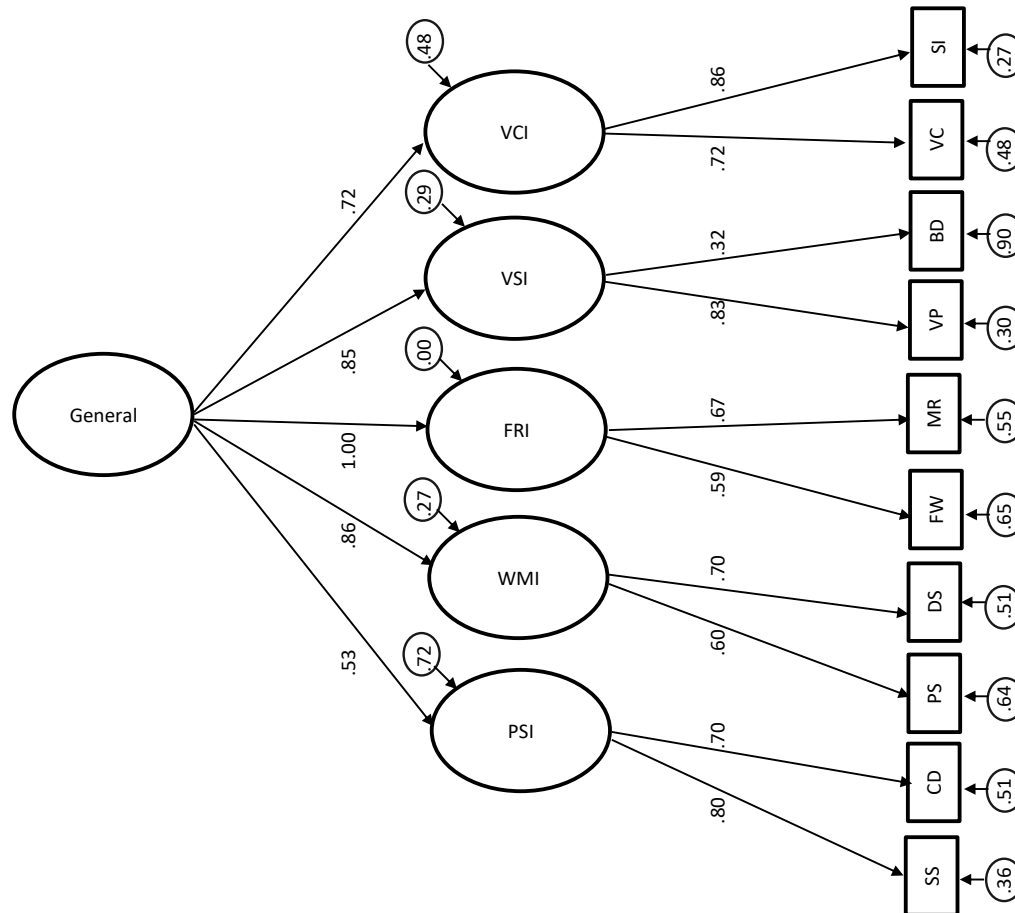 General
.72
.85
1.00
.86
.53
.48
.29
.00
.27
.72
VCI
VSI
FRI
WMI
PSI
.86
.72
.32
.83
.67
.59
.70
.60
.70
.80
SI
VC
BD
VP
MR
FW
DS
PS
CD
SS
.27
.48
.90
.30
.55
.65
.51
.64
.51
.36